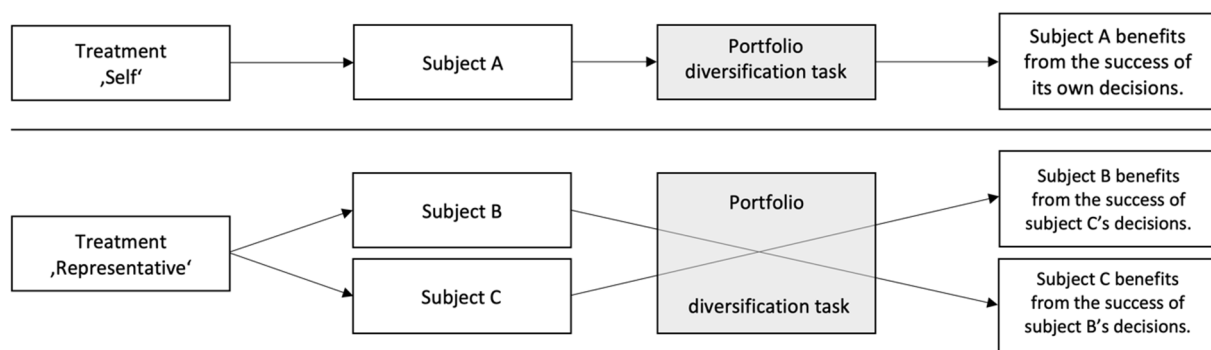 Treatment
‚Self‘
Subject A
Portfolio
diversification task
Subject A benefits
from the success of
its own decisions.
Treatment
‚Representative‘
Subject B
Subject C
Portfolio
diversification task
Subject B benefits
from the success of
subject C’s decisions.
Subject C benefits
from the success of
subject B’s decisions.